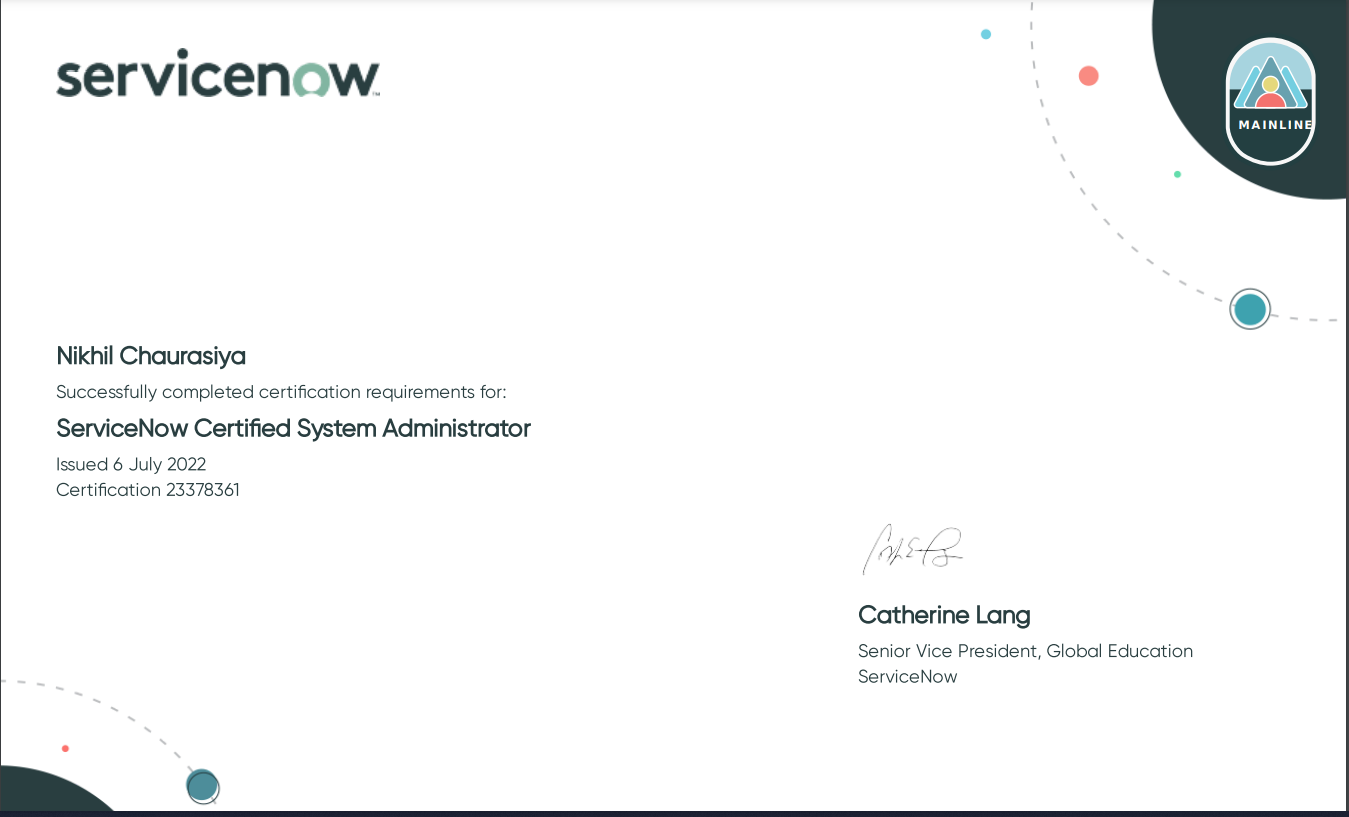 servicenow™
MAINLINE
Nikhil Chaurasiya
Successfully completed certification requirements for:
ServiceNow Certified System Administrator
Issued 6 July 2022
Certification 23378361
Catherine Lang
Senior Vice President, Global Education
ServiceNow